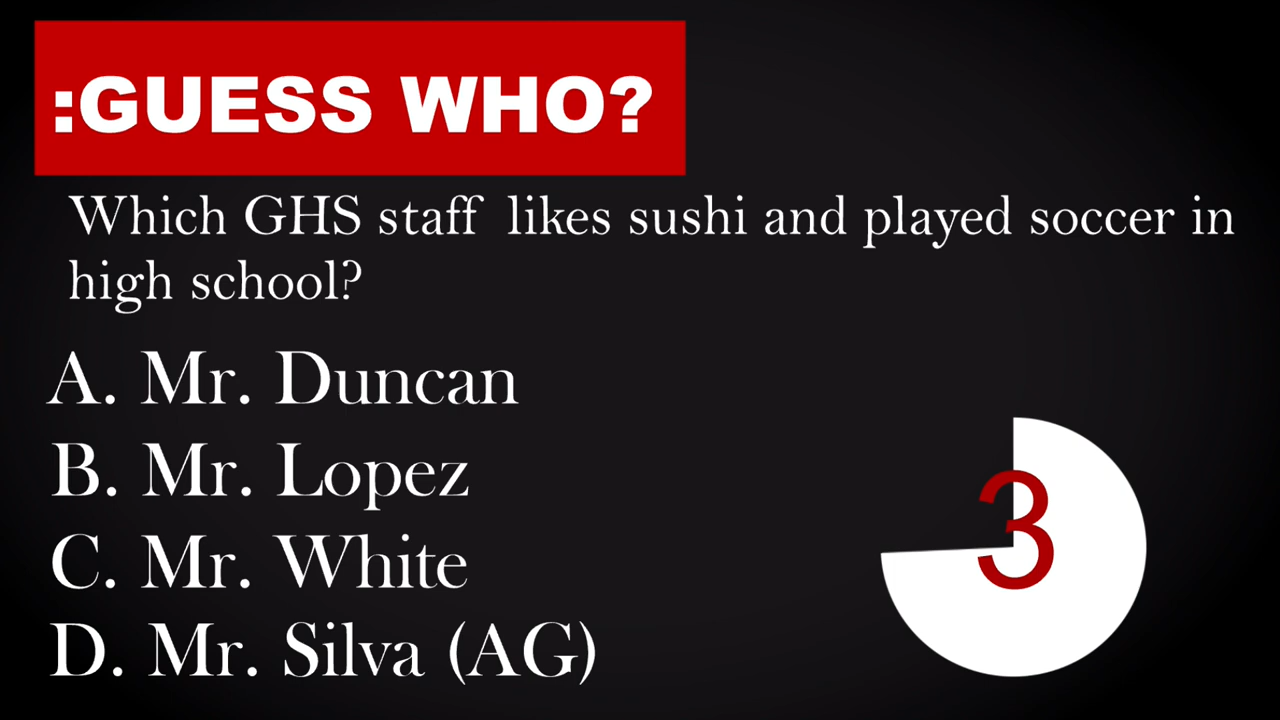 :GUESS WHO?
Which GHS staff likes sushi and played soccer in
high school?
A. Mr. Duncan
B. Mr. Lopez
C. Mr. White
D. Mr. Silva (AG)
3